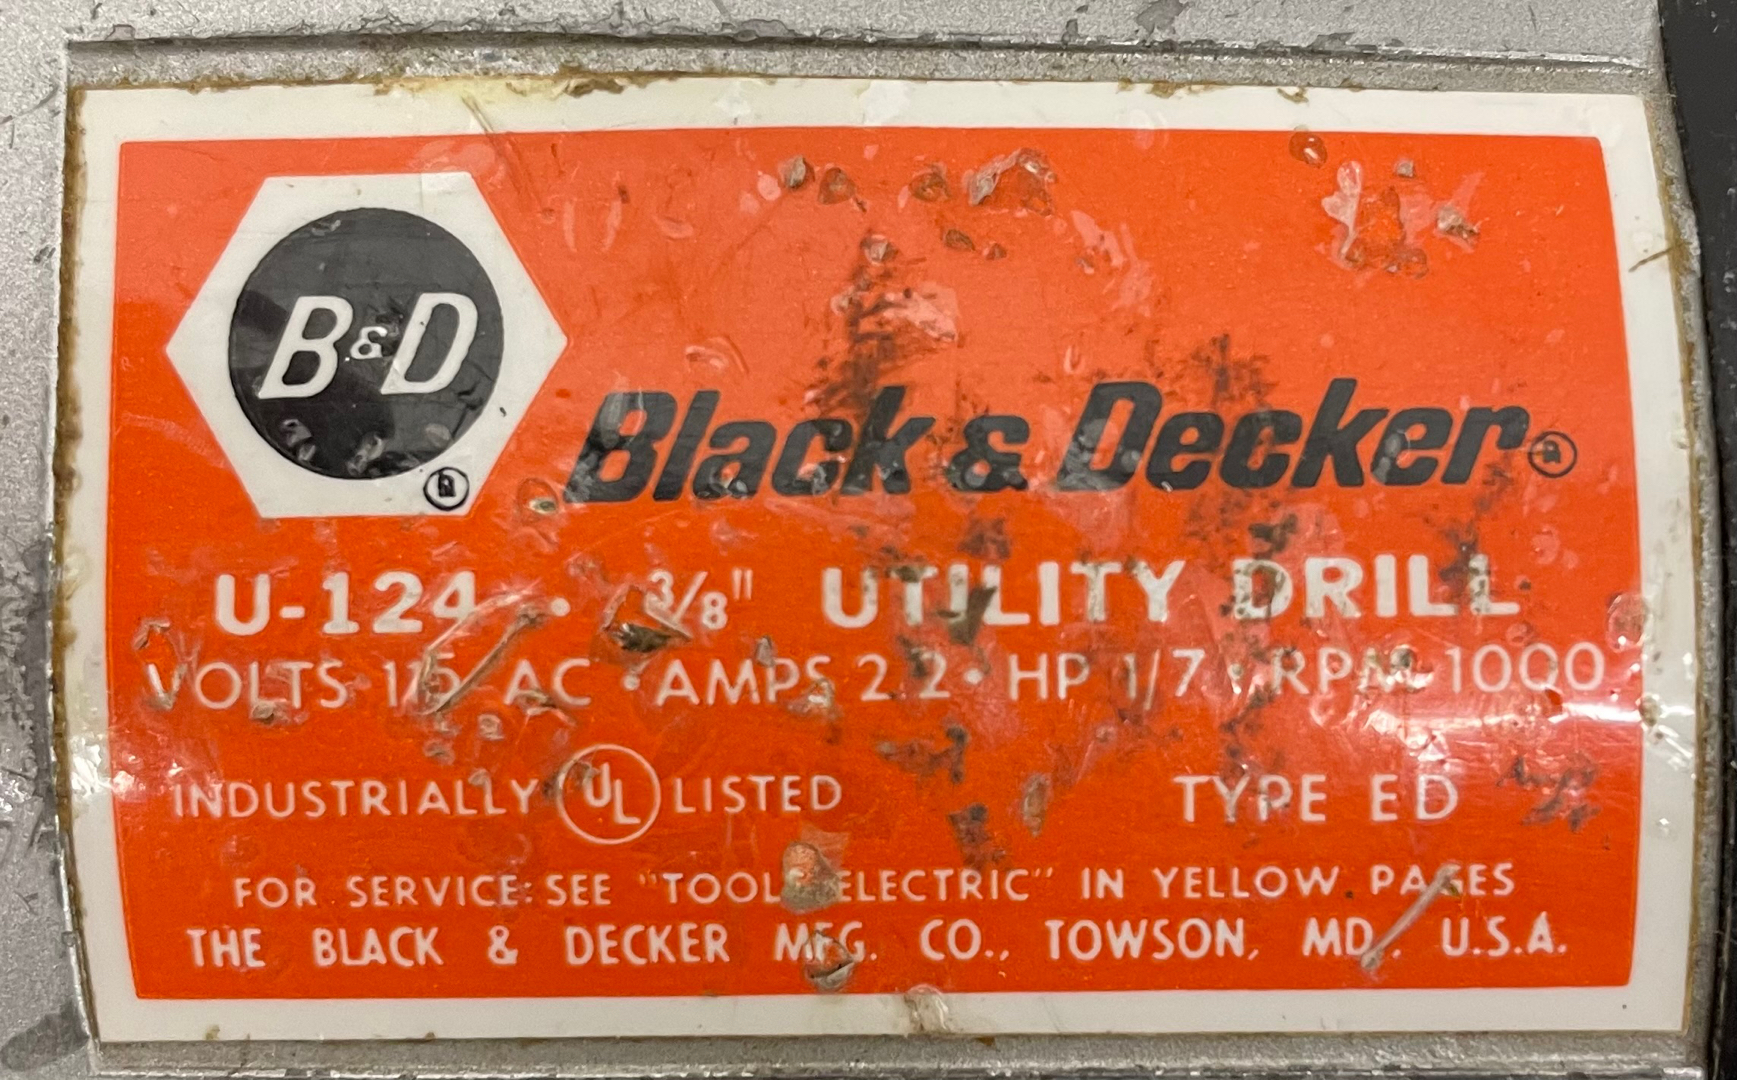 B&D
®
Black & Decker®
U-124 · 3/8" UTILITY DRILL
VOLTS 115 AC · AMPS 2.2 · HP 1/7 · RPM 1000
INDUSTRIALLY UL LISTED TYPE ED
FOR SERVICE: SEE "TOOLS ELECTRIC" IN YELLOW PAGES
THE BLACK & DECKER MFG. CO., TOWSON, MD., U.S.A.